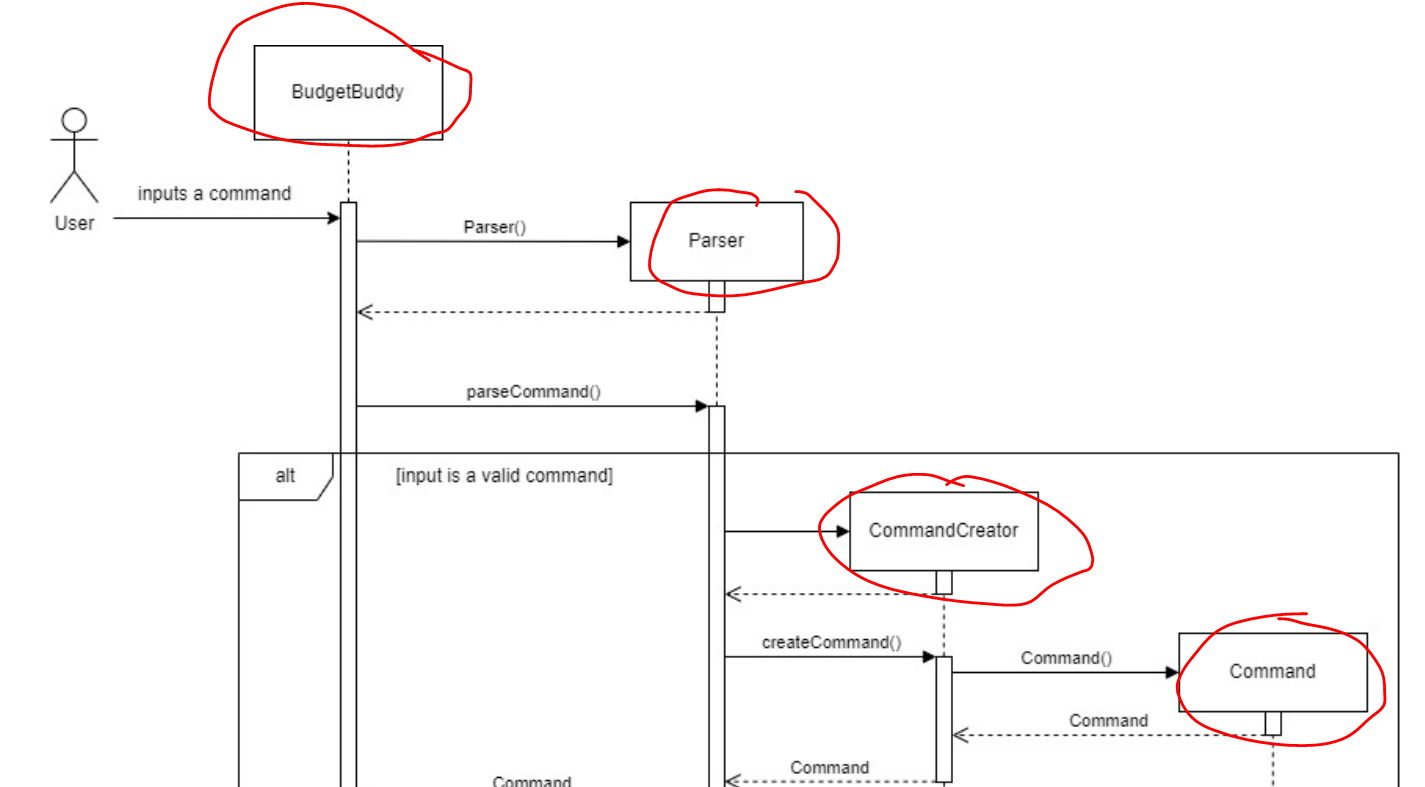 BudgetBuddy
inputs a command
User
Parser()
Parser
parseCommand()
alt
[input is a valid command]
CommandCreator
createCommand()
Command()
Command
Command
Command
Command